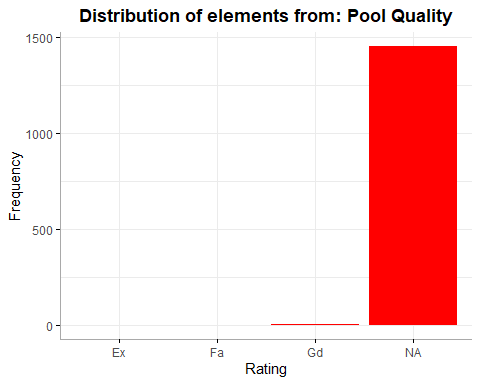 Distribution of elements from: Pool Quality
1500
1000
500
0
Frequency
Ex Fa Gd NA
Rating